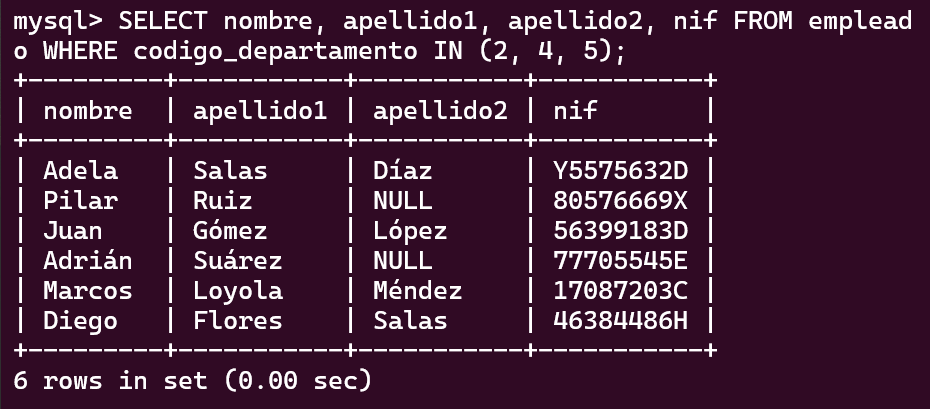 mysql> SELECT nombre, apellido1, apellido2, nif FROM emplead
o WHERE codigo_departamento IN (2, 4, 5);
+---------+-----------+-----------+-----------+
| nombre  | apellido1 | apellido2 | nif       |
+---------+-----------+-----------+-----------+
| Adela   | Salas     | Díaz      | Y5575632D |
| Pilar   | Ruiz      | NULL      | 80576669X |
| Juan    | Gómez     | López     | 56399183D |
| Adrián  | Suárez    | NULL      | 77705545E |
| Marcos  | Loyola    | Méndez    | 17087203C |
| Diego   | Flores    | Salas     | 46384486H |
+---------+-----------+-----------+-----------+
6 rows in set (0.00 sec)